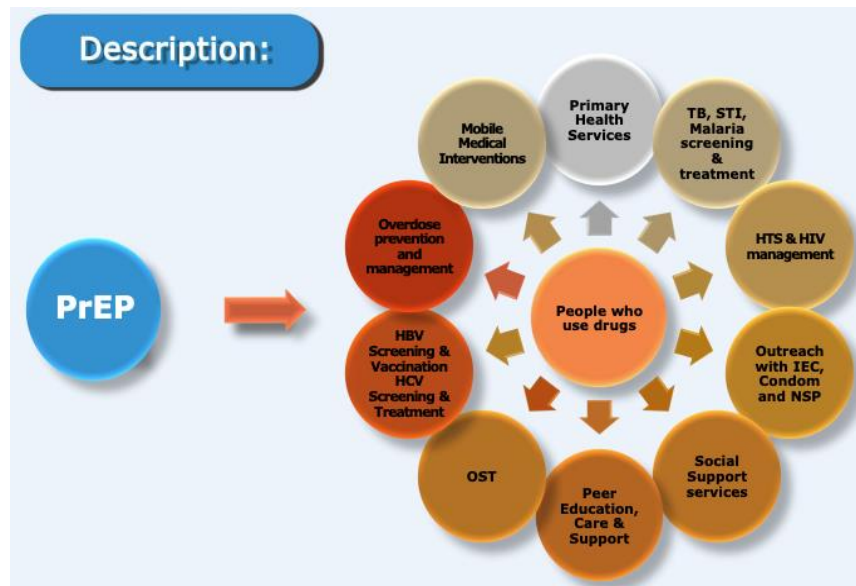 Description:
PrEP
Primary
Health
Services
TB, STI,
Malaria
screening
&
treatment
HTS & HIV
management
Outreach
with IEC,
Condom
and NSP
Social
Support
services
Peer
Education,
Care &
Support
OST
HBV
Screening &
Vaccination
HCV
Screening &
Treatment
Overdose
prevention
and
management
Mobile
Medical
Interventions
People who
use drugs